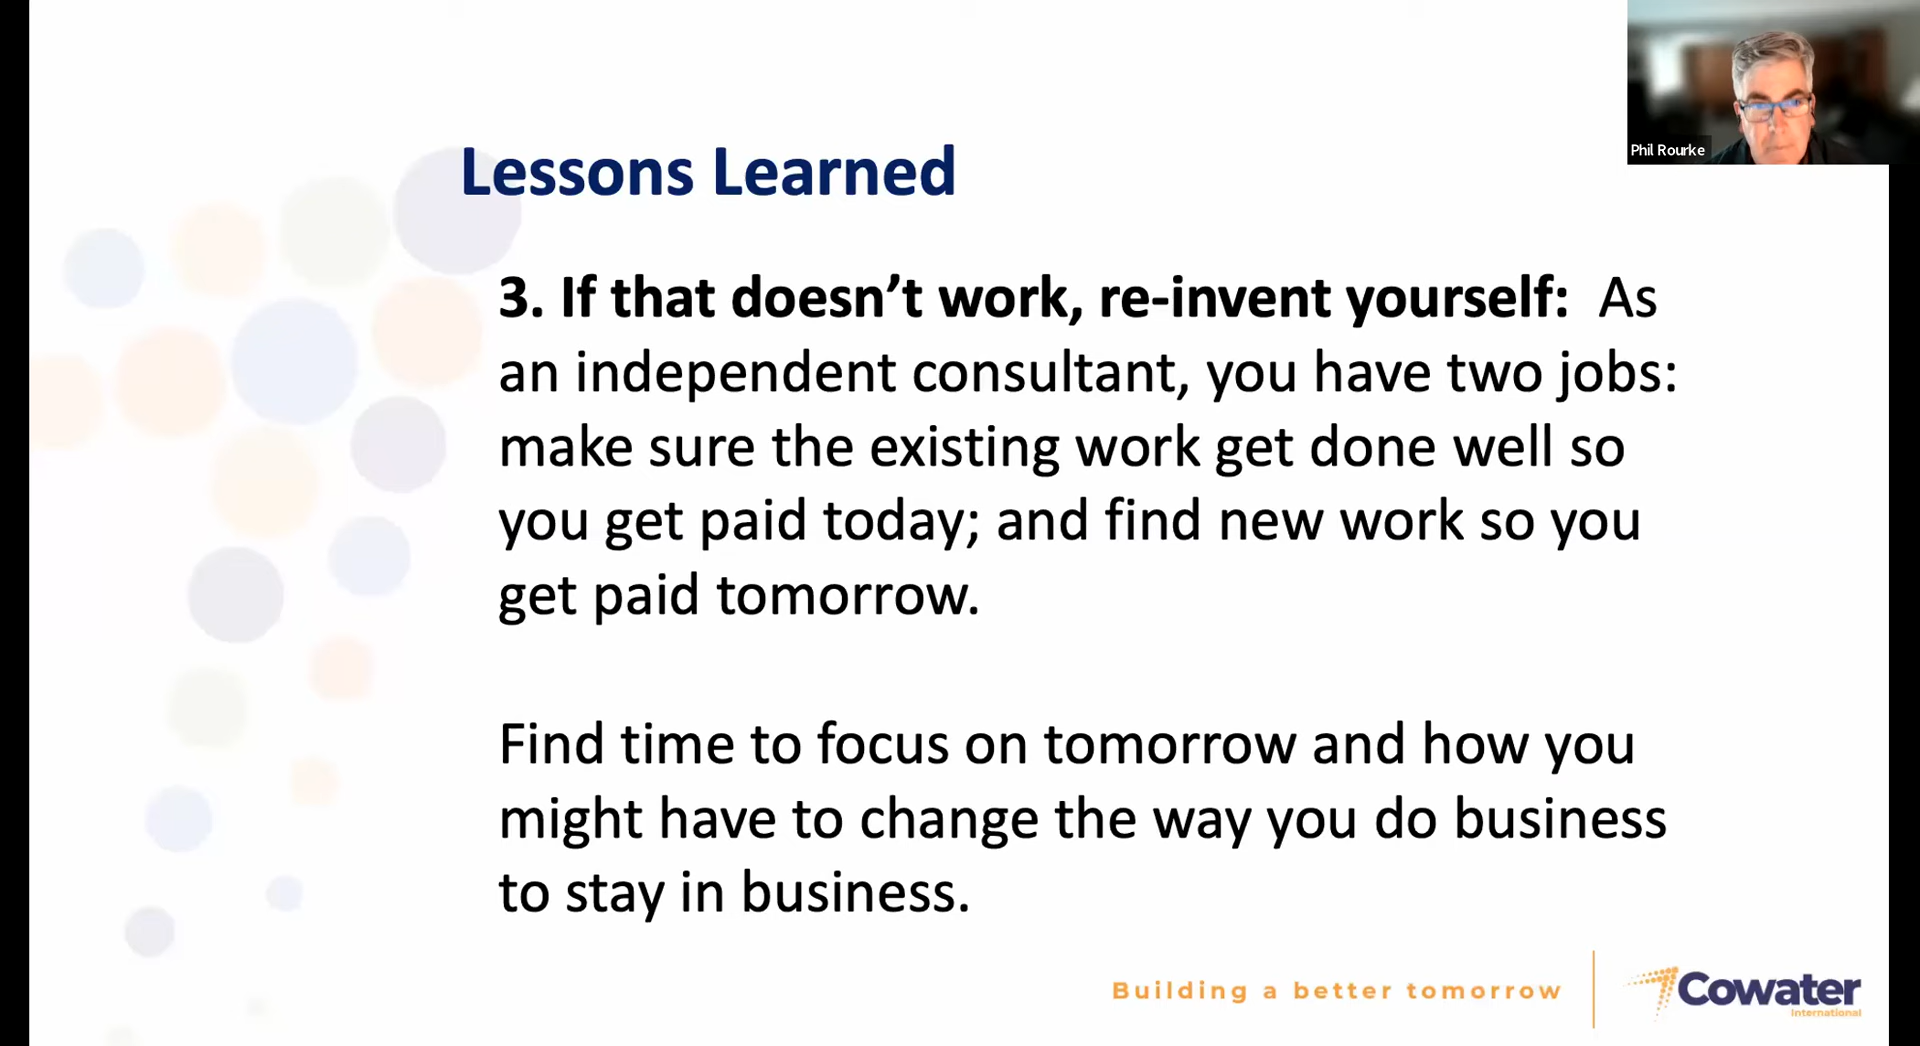 Phil Rourke
Lessons Learned
3. If that doesn’t work, re-invent yourself: As
an independent consultant, you have two jobs:
make sure the existing work get done well so
you get paid today; and find new work so you
get paid tomorrow.
Find time to focus on tomorrow and how you
might have to change the way you do business
to stay in business.
Building a better tomorrow
Cowater
International